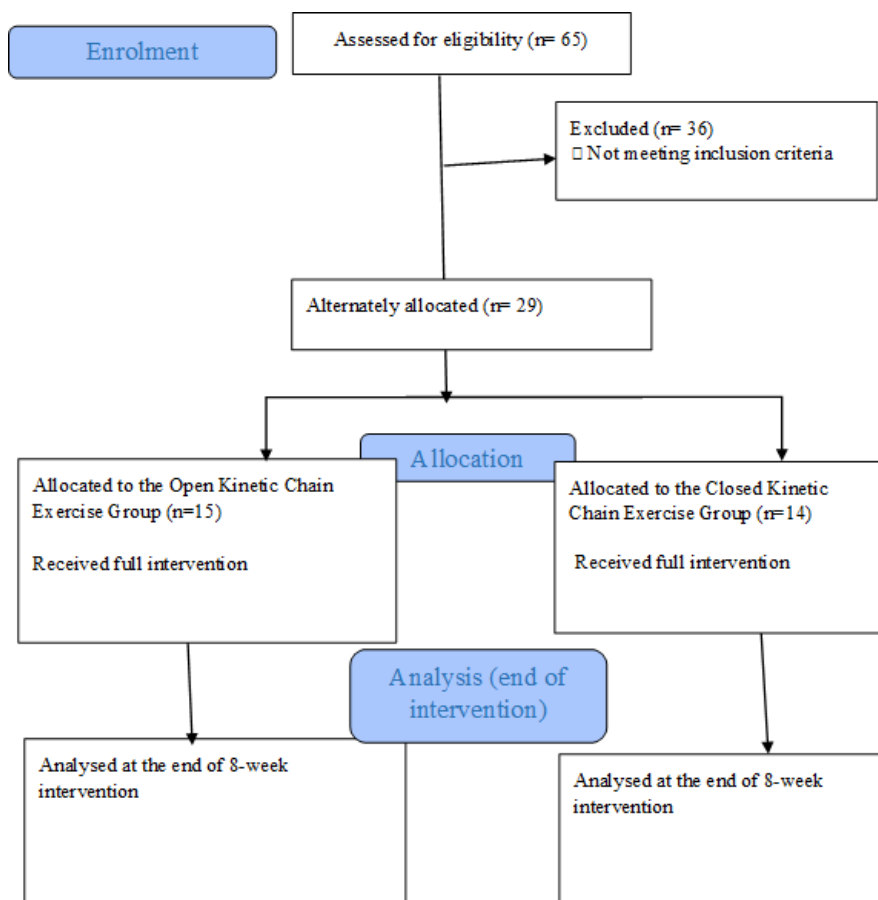 Enrolment
Assessed for eligibility (n= 65)
Excluded (n= 36)
□ Not meeting inclusion criteria
Alternately allocated (n= 29)
Allocation
Allocated to the Open Kinetic Chain
Exercise Group (n=15)
Received full intervention
Allocated to the Closed Kinetic
Chain Exercise Group (n=14)
Received full intervention
Analysis (end of
intervention)
Analysed at the end of 8-week
intervention
Analysed at the end of 8-week
intervention